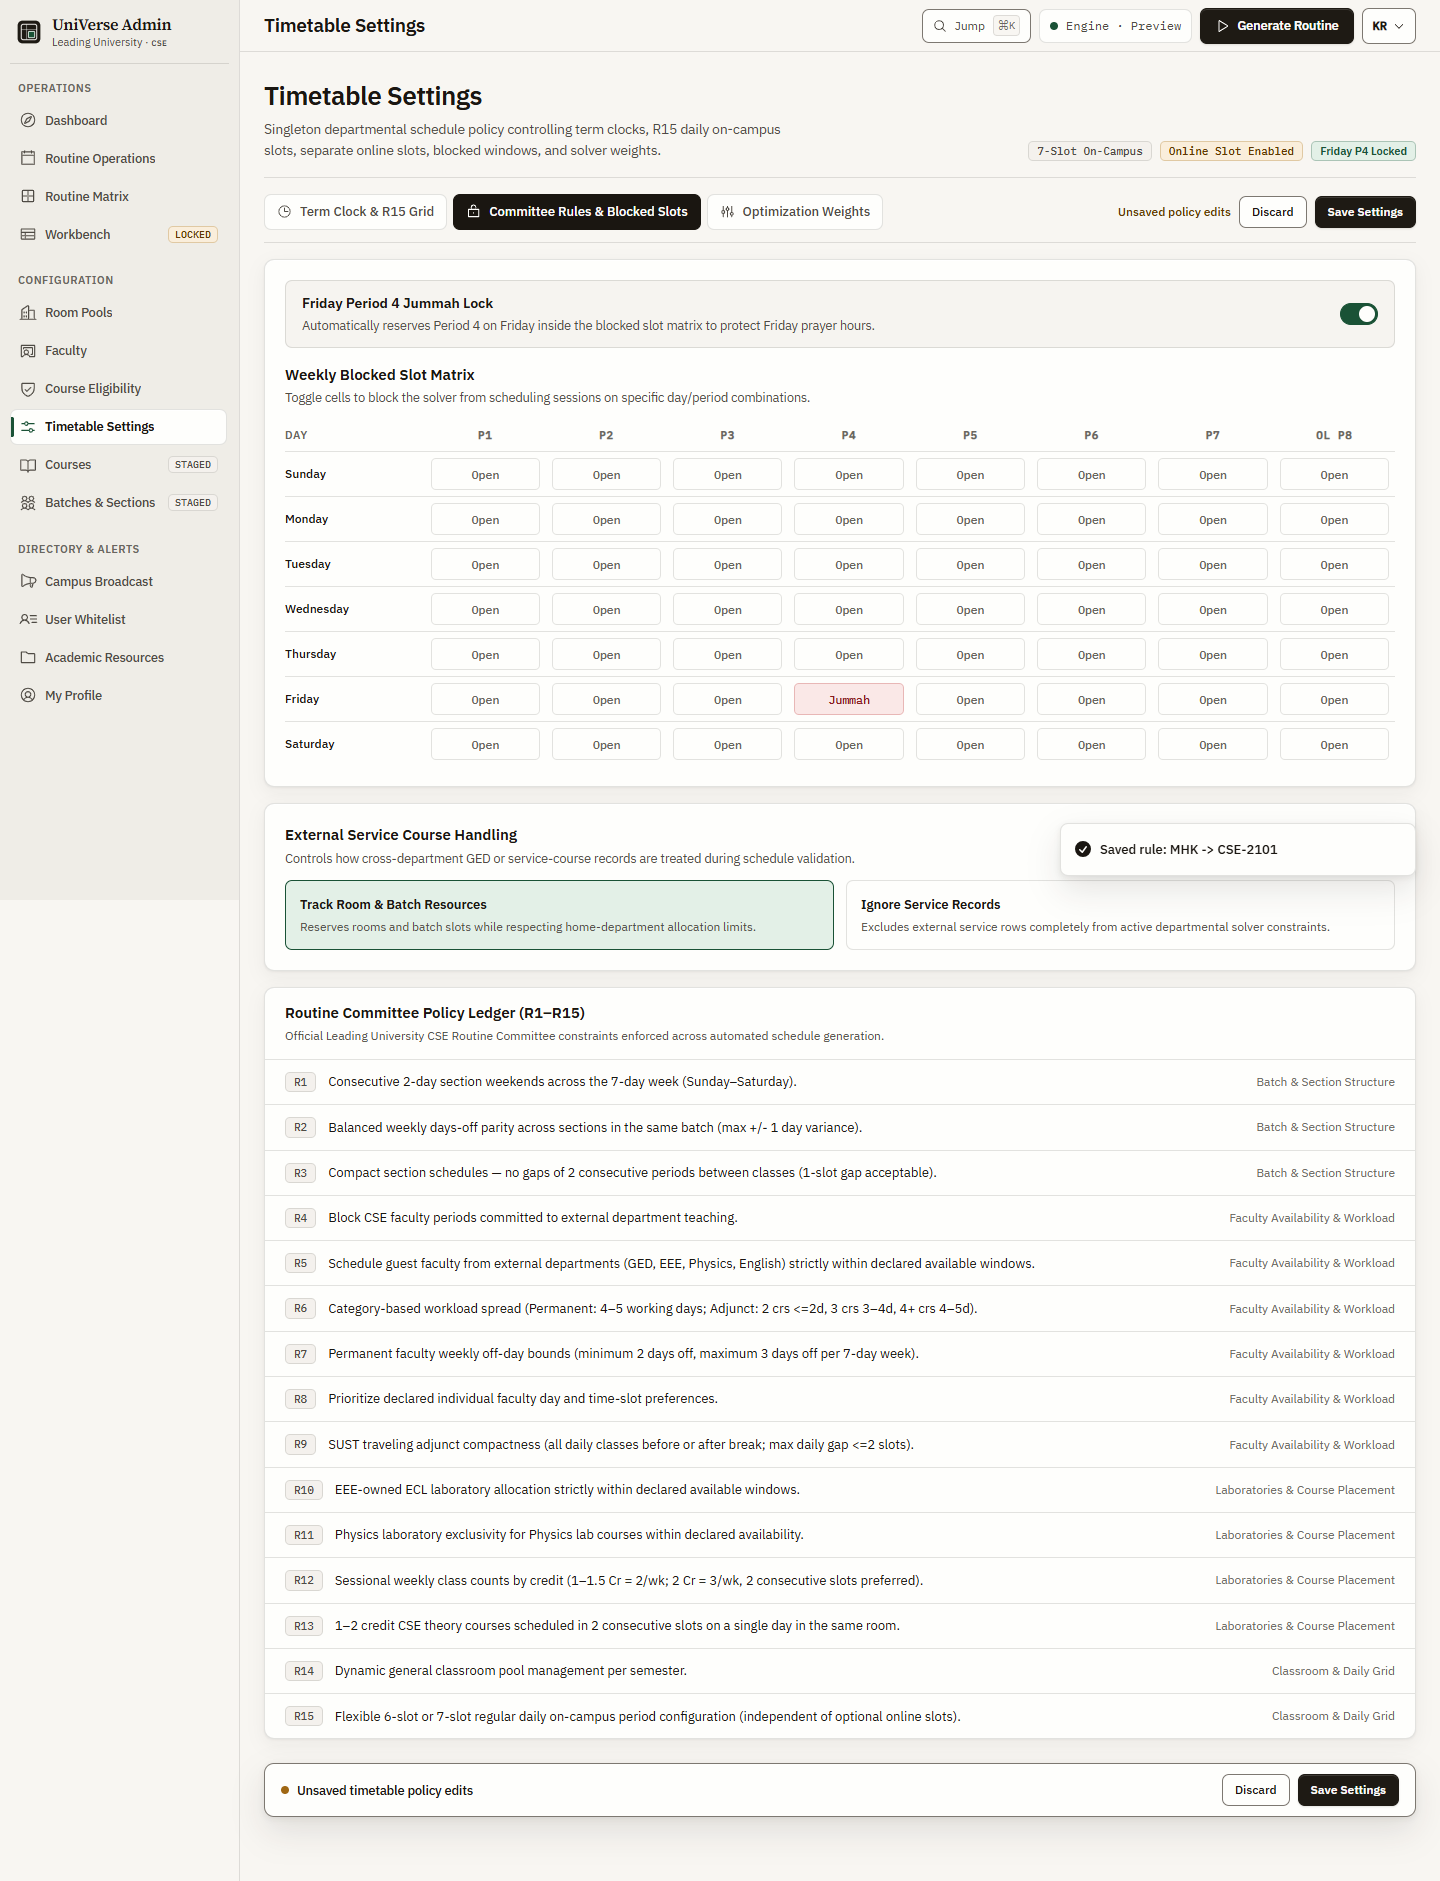 UniVerse Admin
Leading University · CSE
OPERATIONS
Dashboard
Routine Operations
Routine Matrix
Workbench LOCKED
CONFIGURATION
Room Pools
Faculty
Course Eligibility
Timetable Settings
Courses STAGED
Batches & Sections STAGED
DIRECTORY & ALERTS
Campus Broadcast
User Whitelist
Academic Resources
My Profile
Timetable Settings
Jump ⌘K
Engine · Preview
Generate Routine
KR
Timetable Settings
Singleton departmental schedule policy controlling term clocks, R15 daily on-campus
slots, separate online slots, blocked windows, and solver weights.
7-Slot On-Campus Online Slot Enabled Friday P4 Locked
Term Clock & R15 Grid Committee Rules & Blocked Slots Optimization Weights
Unsaved policy edits Discard Save Settings
Friday Period 4 Jummah Lock
Automatically reserves Period 4 on Friday inside the blocked slot matrix to protect Friday prayer hours.
Weekly Blocked Slot Matrix
Toggle cells to block the solver from scheduling sessions on specific day/period combinations.
DAY P1 P2 P3 P4 P5 P6 P7 OL P8
Sunday Open Open Open Open Open Open Open Open
Monday Open Open Open Open Open Open Open Open
Tuesday Open Open Open Open Open Open Open Open
Wednesday Open Open Open Open Open Open Open Open
Thursday Open Open Open Open Open Open Open Open
Friday Open Open Open Jummah Open Open Open Open
Saturday Open Open Open Open Open Open Open Open
External Service Course Handling
Controls how cross-department GED or service-course records are treated during schedule validation.
Saved rule: MHK -> CSE-2101
Track Room & Batch Resources
Reserves rooms and batch slots while respecting home-department allocation limits.
Ignore Service Records
Excludes external service rows completely from active departmental solver constraints.
Routine Committee Policy Ledger (R1–R15)
Official Leading University CSE Routine Committee constraints enforced across automated schedule generation.
R1 Consecutive 2-day section weekends across the 7-day week (Sunday–Saturday). Batch & Section Structure
R2 Balanced weekly days-off parity across sections in the same batch (max +/- 1 day variance). Batch & Section Structure
R3 Compact section schedules — no gaps of 2 consecutive periods between classes (1-slot gap acceptable). Batch & Section Structure
R4 Block CSE faculty periods committed to external department teaching. Faculty Availability & Workload
R5 Schedule guest faculty from external departments (GED, EEE, Physics, English) strictly within declared available windows. Faculty Availability & Workload
R6 Category-based workload spread (Permanent: 4–5 working days; Adjunct: 2 crs <=2d, 3 crs 3–4d, 4+ crs 4–5d). Faculty Availability & Workload
R7 Permanent faculty weekly off-day bounds (minimum 2 days off, maximum 3 days off per 7-day week). Faculty Availability & Workload
R8 Prioritize declared individual faculty day and time-slot preferences. Faculty Availability & Workload
R9 SUST traveling adjunct compactness (all daily classes before or after break; max daily gap <=2 slots). Faculty Availability & Workload
R10 EEE-owned ECL laboratory allocation strictly within declared available windows. Laboratories & Course Placement
R11 Physics laboratory exclusivity for Physics lab courses within declared availability. Laboratories & Course Placement
R12 Sessional weekly class counts by credit (1–1.5 Cr = 2/wk; 2 Cr = 3/wk, 2 consecutive slots preferred). Laboratories & Course Placement
R13 1–2 credit CSE theory courses scheduled in 2 consecutive slots on a single day in the same room. Laboratories & Course Placement
R14 Dynamic general classroom pool management per semester. Classroom & Daily Grid
R15 Flexible 6-slot or 7-slot regular daily on-campus period configuration (independent of optional online slots). Classroom & Daily Grid
Unsaved timetable policy edits Discard Save Settings